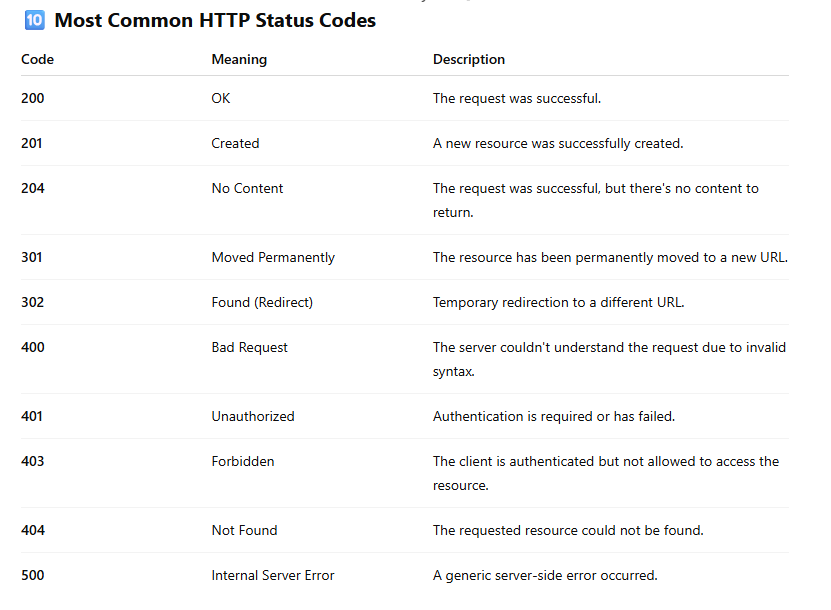 🔟 Most Common HTTP Status Codes
Code Meaning Description
200 OK The request was successful.
201 Created A new resource was successfully created.
204 No Content The request was successful, but there's no content to
return.
301 Moved Permanently The resource has been permanently moved to a new URL.
302 Found (Redirect) Temporary redirection to a different URL.
400 Bad Request The server couldn't understand the request due to invalid
syntax.
401 Unauthorized Authentication is required or has failed.
403 Forbidden The client is authenticated but not allowed to access the
resource.
404 Not Found The requested resource could not be found.
500 Internal Server Error A generic server-side error occurred.